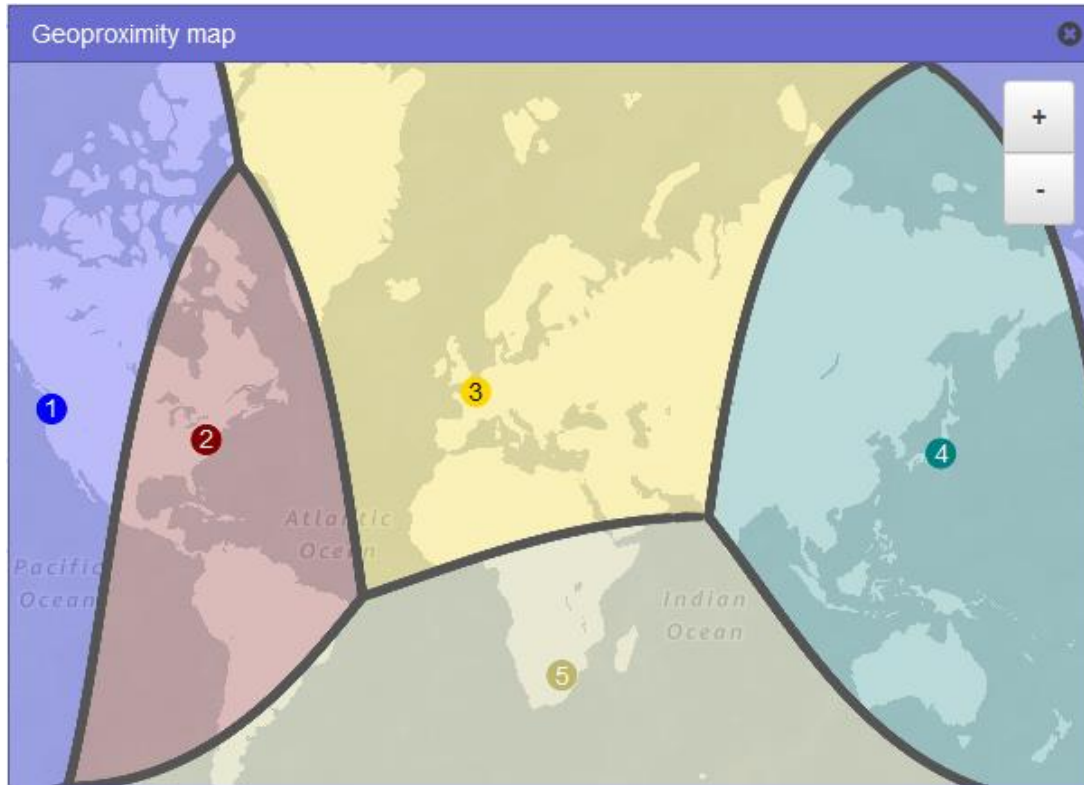 Geoproximity map
+
-
1
3
2
4
Atlantic
Ocean
Pacific
Ocean
Indian
Ocean
5